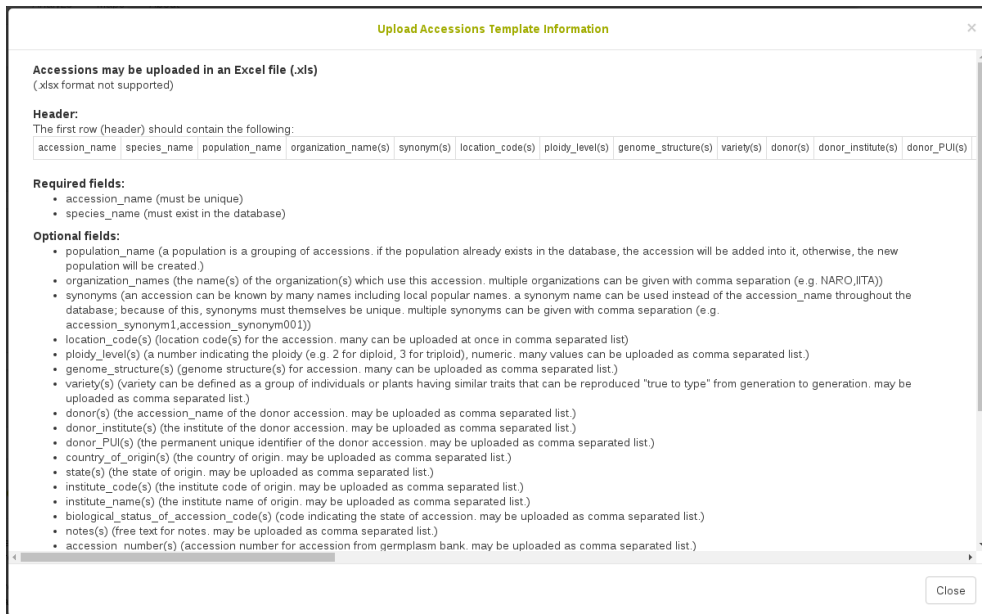 Upload Accessions Template Information
×
Accessions may be uploaded in an Excel file (.xls)
(.xlsx format not supported)
Header:
The first row (header) should contain the following:
accession_name species_name population_name organization_name(s) synonym(s) location_code(s) ploidy_level(s) genome_structure(s) variety(s) donor(s) donor_institute(s) donor_PUI(s)
Required fields:
• accession_name (must be unique)
• species_name (must exist in the database)
Optional fields:
• population_name (a population is a grouping of accessions. if the population already exists in the database, the accession will be added into it, otherwise, the new
population will be created.)
• organization_names (the name(s) of the organization(s) which use this accession. multiple organizations can be given with comma separation (e.g. NARO,IITA))
• synonyms (an accession can be known by many names including local popular names. a synonym name can be used instead of the accession_name throughout the
database; because of this, synonyms must themselves be unique. multiple synonyms can be given with comma separation (e.g.
accession_synonym1,accession_synonym001))
• location_code(s) (location code(s) for the accession. many can be uploaded at once in comma separated list)
• ploidy_level(s) (a number indicating the ploidy (e.g. 2 for diploid, 3 for triploid), numeric. many values can be uploaded as comma separated list.)
• genome_structure(s) (genome structure(s) for accession. many can be uploaded as comma separated list.)
• variety(s) (variety can be defined as a group of individuals or plants having similar traits that can be reproduced "true to type" from generation to generation. may be
uploaded as comma separated list.)
• donor(s) (the accession_name of the donor accession. may be uploaded as comma separated list.)
• donor_institute(s) (the institute of the donor accession. may be uploaded as comma separated list.)
• donor_PUI(s) (the permanent unique identifier of the donor accession. may be uploaded as comma separated list.)
• country_of_origin(s) (the country of origin. may be uploaded as comma separated list.)
• state(s) (the state of origin. may be uploaded as comma separated list.)
• institute_code(s) (the institute code of origin. may be uploaded as comma separated list.)
• institute_name(s) (the institute name of origin. may be uploaded as comma separated list.)
• biological_status_of_accession_code(s) (code indicating the state of accession. may be uploaded as comma separated list.)
• notes(s) (free text for notes. may be uploaded as comma separated list.)
• accession_number(s) (accession number for accession from germplasm bank. may be uploaded as comma separated list.)
Close